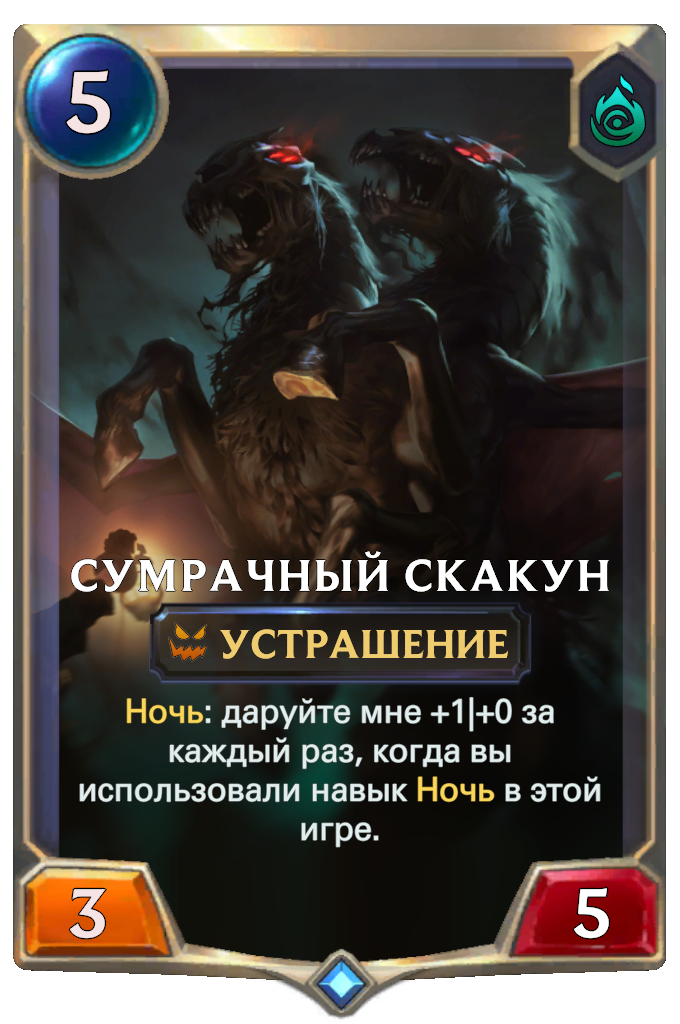 5
СУМРАЧНЫЙ СКАКУН
УСТРАШЕНИЕ
Ночь: даруйте мне +1|+0 за
каждый раз, когда вы
использовали навык Ночь в этой
игре.
3
5